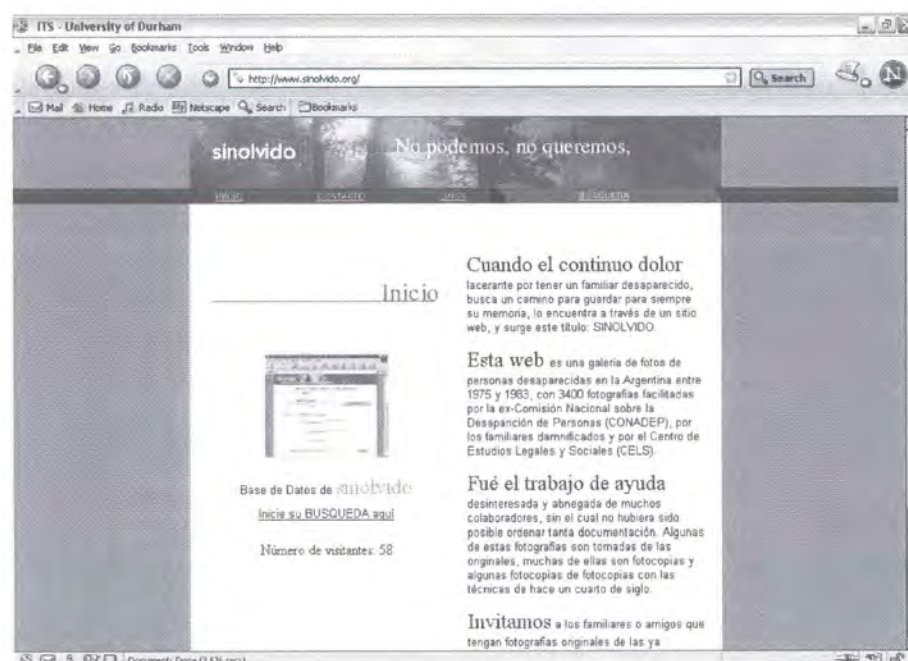 ITS - University of Durham
File Edit View Go Bookmarks Tools Window Help
http://www.sinolvido.org/
Search
N
Mail Home Radio Netscape Search Bookmarks
sinolvido
No podemos, no queremos,
INICIO CONTACTO BUSQUEDA
Inicio
Base de Datos de sinolvido
Inicie su BUSQUEDA aquí
Número de visitantes: 58
Cuando el continuo dolor
lacerante por tener un familiar desaparecido,
busca un camino para guardar para siempre
su memoria, lo encuentra a través de un sitio
web, y surge este título: SINOLVIDO.
Esta web es una galería de fotos de
personas desaparecidas en la Argentina entre
1975 y 1983, con 3400 fotografías facilitadas
por la ex-Comisión Nacional sobre la
Desaparición de Personas (CONADEP), por
los familiares damnificados y por el Centro de
Estudios Legales y Sociales (CELS).
Fué el trabajo de ayuda
desinteresada y abnegada de muchos
colaboradores, sin el cual no hubiera sido
posible ordenar tanta documentación. Algunas
de estas fotografías son tomadas de las
originales, muchas de ellas son fotocopias y
algunas fotocopias de fotocopias con las
técnicas de hace un cuarto de siglo.
Invitamos a los familiares o amigos que
tengan fotografías originales de las ya
Document: Done